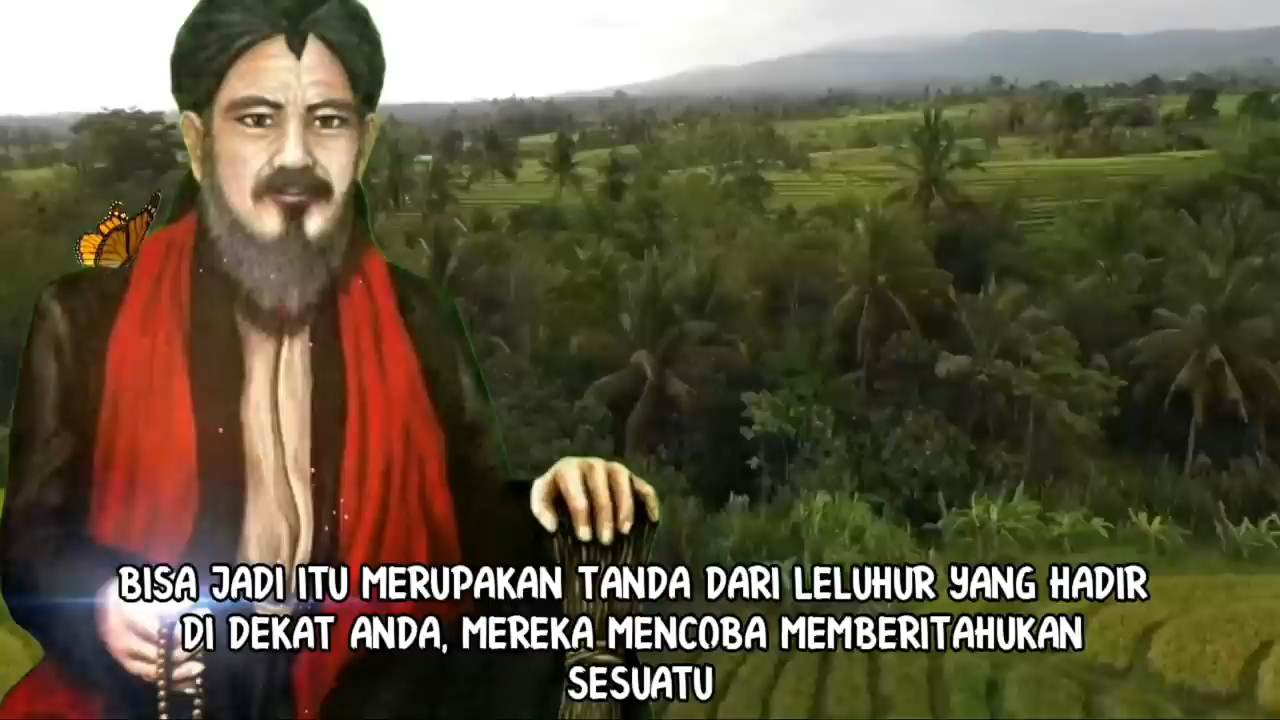 BISA JADI ITU MERUPAKAN TANDA DARI LELUHUR YANG HADIR
DI DEKAT ANDA, MEREKA MENCOBA MEMBERITAHUKAN
SESUATU